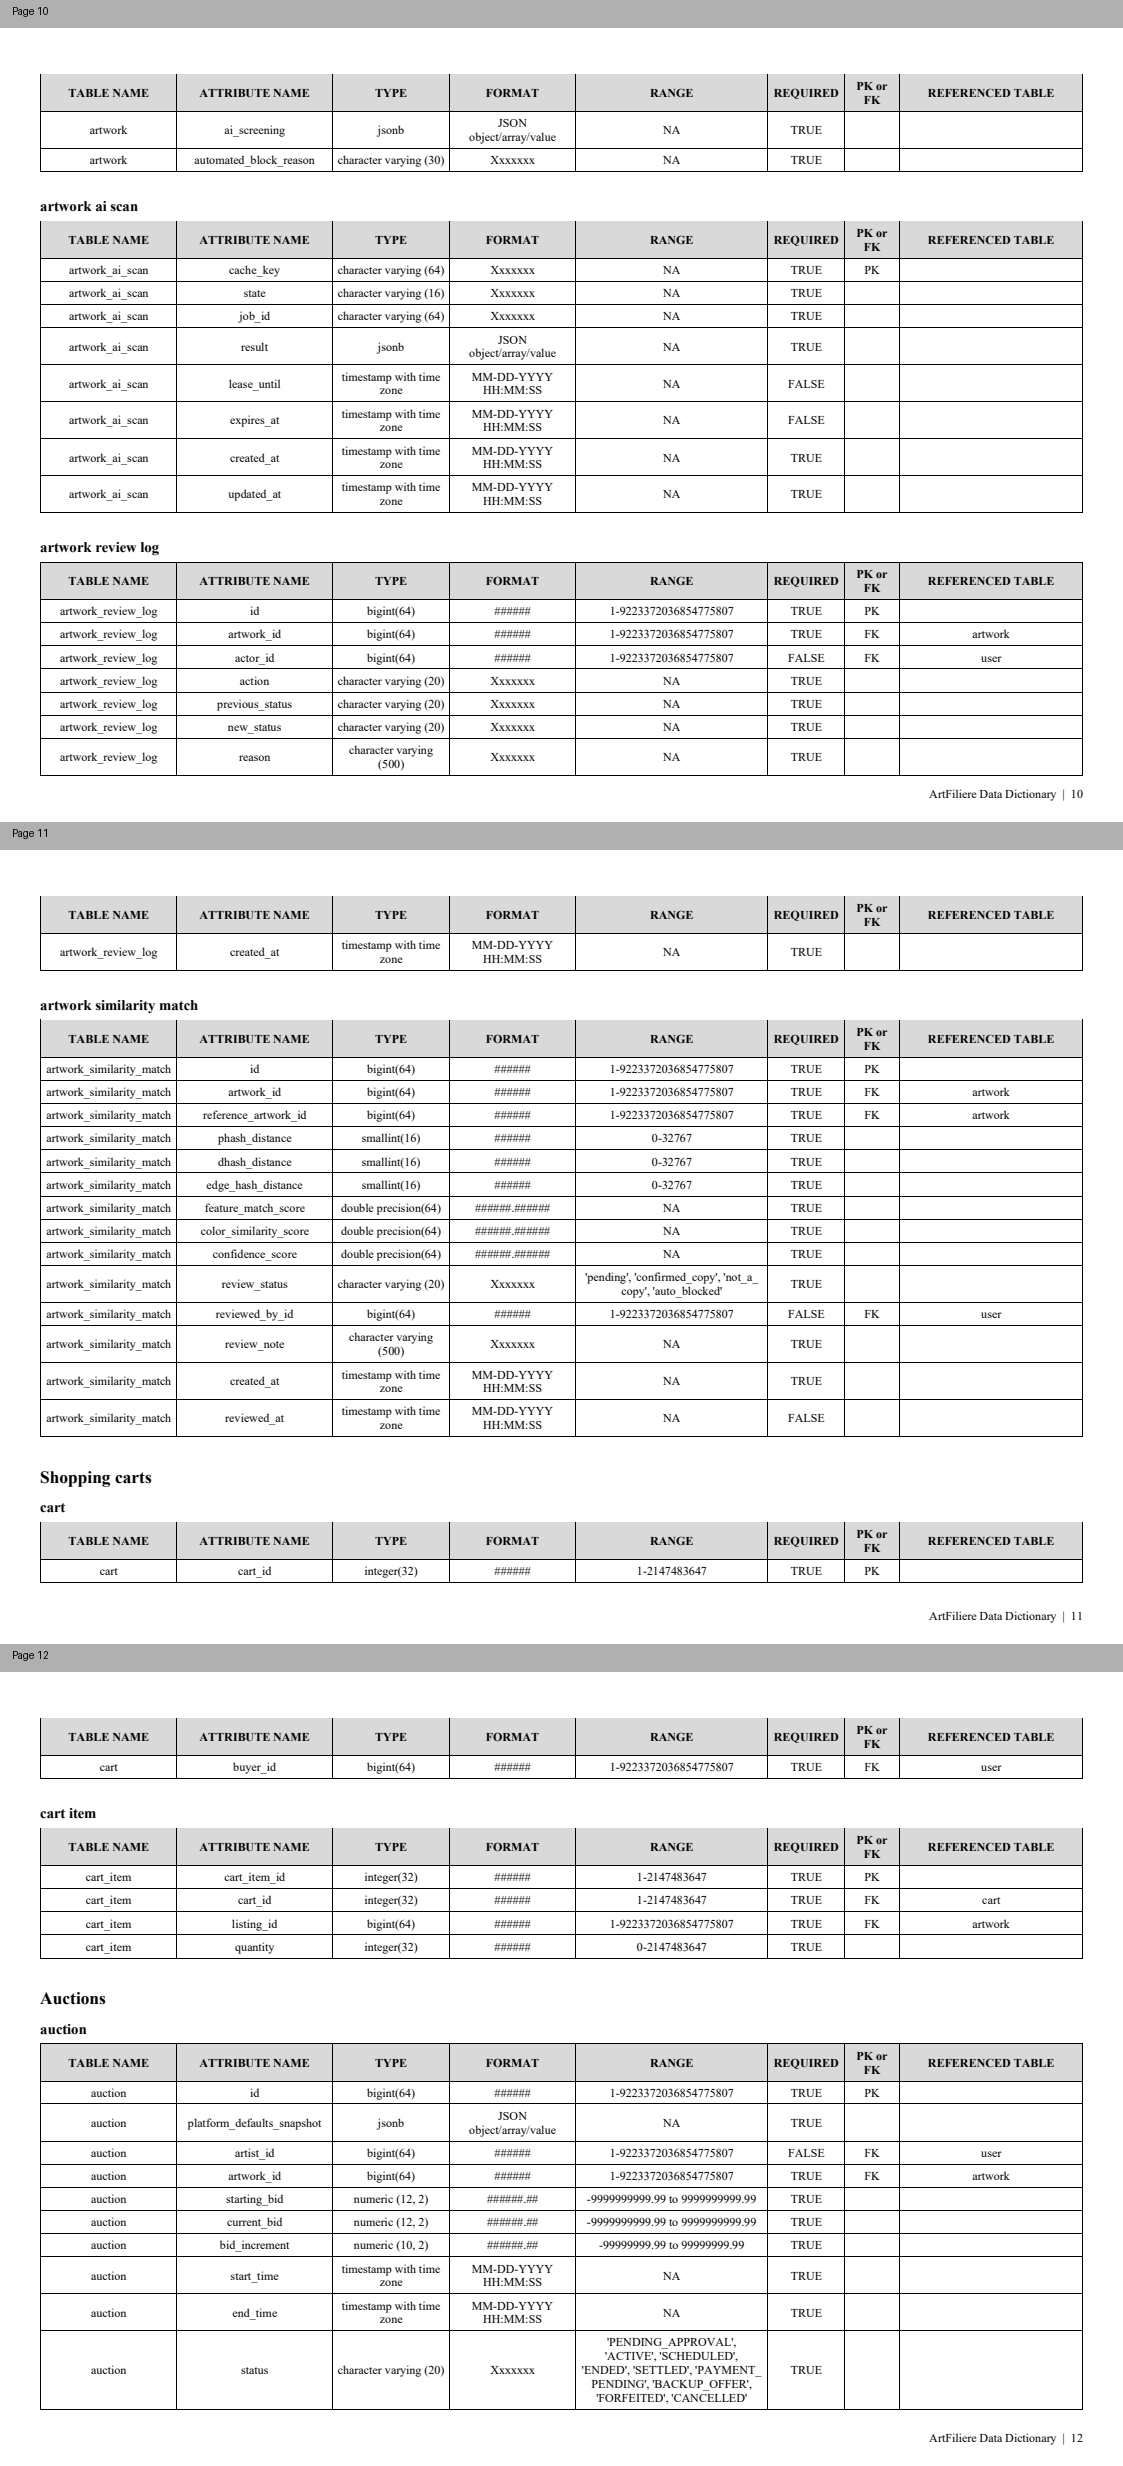 Page 10
TABLE NAME ATTRIBUTE NAME TYPE FORMAT RANGE REQUIRED PK or FK REFERENCED TABLE
artwork ai_screening jsonb JSON object/array/value NA TRUE
artwork automated_block_reason character varying (30) Xxxxxxx NA TRUE
artwork ai scan
TABLE NAME ATTRIBUTE NAME TYPE FORMAT RANGE REQUIRED PK or FK REFERENCED TABLE
artwork_ai_scan cache_key character varying (64) Xxxxxxx NA TRUE PK
artwork_ai_scan state character varying (16) Xxxxxxx NA TRUE
artwork_ai_scan job_id character varying (64) Xxxxxxx NA TRUE
artwork_ai_scan result jsonb JSON object/array/value NA TRUE
artwork_ai_scan lease_until timestamp with time zone MM-DD-YYYY HH:MM:SS NA FALSE
artwork_ai_scan expires_at timestamp with time zone MM-DD-YYYY HH:MM:SS NA FALSE
artwork_ai_scan created_at timestamp with time zone MM-DD-YYYY HH:MM:SS NA TRUE
artwork_ai_scan updated_at timestamp with time zone MM-DD-YYYY HH:MM:SS NA TRUE
artwork review log
TABLE NAME ATTRIBUTE NAME TYPE FORMAT RANGE REQUIRED PK or FK REFERENCED TABLE
artwork_review_log id bigint(64) ###### 1-9223372036854775807 TRUE PK
artwork_review_log artwork_id bigint(64) ###### 1-9223372036854775807 TRUE FK artwork
artwork_review_log actor_id bigint(64) ###### 1-9223372036854775807 FALSE FK user
artwork_review_log action character varying (20) Xxxxxxx NA TRUE
artwork_review_log previous_status character varying (20) Xxxxxxx NA TRUE
artwork_review_log new_status character varying (20) Xxxxxxx NA TRUE
artwork_review_log reason character varying (500) Xxxxxxx NA TRUE
ArtFiliere Data Dictionary | 10
Page 11
TABLE NAME ATTRIBUTE NAME TYPE FORMAT RANGE REQUIRED PK or FK REFERENCED TABLE
artwork_review_log created_at timestamp with time zone MM-DD-YYYY HH:MM:SS NA TRUE
artwork similarity match
TABLE NAME ATTRIBUTE NAME TYPE FORMAT RANGE REQUIRED PK or FK REFERENCED TABLE
artwork_similarity_match id bigint(64) ###### 1-9223372036854775807 TRUE PK
artwork_similarity_match artwork_id bigint(64) ###### 1-9223372036854775807 TRUE FK artwork
artwork_similarity_match reference_artwork_id bigint(64) ###### 1-9223372036854775807 TRUE FK artwork
artwork_similarity_match phash_distance smallint(16) ###### 0-32767 TRUE
artwork_similarity_match dhash_distance smallint(16) ###### 0-32767 TRUE
artwork_similarity_match edge_hash_distance smallint(16) ###### 0-32767 TRUE
artwork_similarity_match feature_match_score double precision(64) ######.###### NA TRUE
artwork_similarity_match color_similarity_score double precision(64) ######.###### NA TRUE
artwork_similarity_match confidence_score double precision(64) ######.###### NA TRUE
artwork_similarity_match review_status character varying (20) Xxxxxxx 'pending', 'confirmed_copy', 'not_a_copy', 'auto_blocked' TRUE
artwork_similarity_match reviewed_by_id bigint(64) ###### 1-9223372036854775807 FALSE FK user
artwork_similarity_match review_note character varying (500) Xxxxxxx NA TRUE
artwork_similarity_match created_at timestamp with time zone MM-DD-YYYY HH:MM:SS NA TRUE
artwork_similarity_match reviewed_at timestamp with time zone MM-DD-YYYY HH:MM:SS NA FALSE
Shopping carts
cart
TABLE NAME ATTRIBUTE NAME TYPE FORMAT RANGE REQUIRED PK or FK REFERENCED TABLE
cart cart_id integer(32) ###### 1-2147483647 TRUE PK
ArtFiliere Data Dictionary | 11
Page 12
TABLE NAME ATTRIBUTE NAME TYPE FORMAT RANGE REQUIRED PK or FK REFERENCED TABLE
cart buyer_id bigint(64) ###### 1-9223372036854775807 TRUE FK user
cart item
TABLE NAME ATTRIBUTE NAME TYPE FORMAT RANGE REQUIRED PK or FK REFERENCED TABLE
cart_item cart_item_id integer(32) ###### 1-2147483647 TRUE PK
cart_item cart_id integer(32) ###### 1-2147483647 TRUE FK cart
cart_item listing_id bigint(64) ###### 1-9223372036854775807 TRUE FK artwork
cart_item quantity integer(32) ###### 0-2147483647 TRUE
Auctions
auction
TABLE NAME ATTRIBUTE NAME TYPE FORMAT RANGE REQUIRED PK or FK REFERENCED TABLE
auction id bigint(64) ###### 1-9223372036854775807 TRUE PK
auction platform_defaults_snapshot jsonb JSON object/array/value NA TRUE
auction artist_id bigint(64) ###### 1-9223372036854775807 FALSE FK user
auction artwork_id bigint(64) ###### 1-9223372036854775807 TRUE FK artwork
auction starting_bid numeric (12, 2) ######.## -9999999999.99 to 9999999999.99 TRUE
auction current_bid numeric (12, 2) ######.## -9999999999.99 to 9999999999.99 TRUE
auction bid_increment numeric (10, 2) ######.## -99999999.99 to 99999999.99 TRUE
auction start_time timestamp with time zone MM-DD-YYYY HH:MM:SS NA TRUE
auction end_time timestamp with time zone MM-DD-YYYY HH:MM:SS NA TRUE
auction status character varying (20) Xxxxxxx 'PENDING_APPROVAL', 'ACTIVE', 'SCHEDULED', 'ENDED', 'SETTLED', 'PAYMENT_PENDING', 'BACKUP_OFFER', 'FORFEITED', 'CANCELLED' TRUE
ArtFiliere Data Dictionary | 12